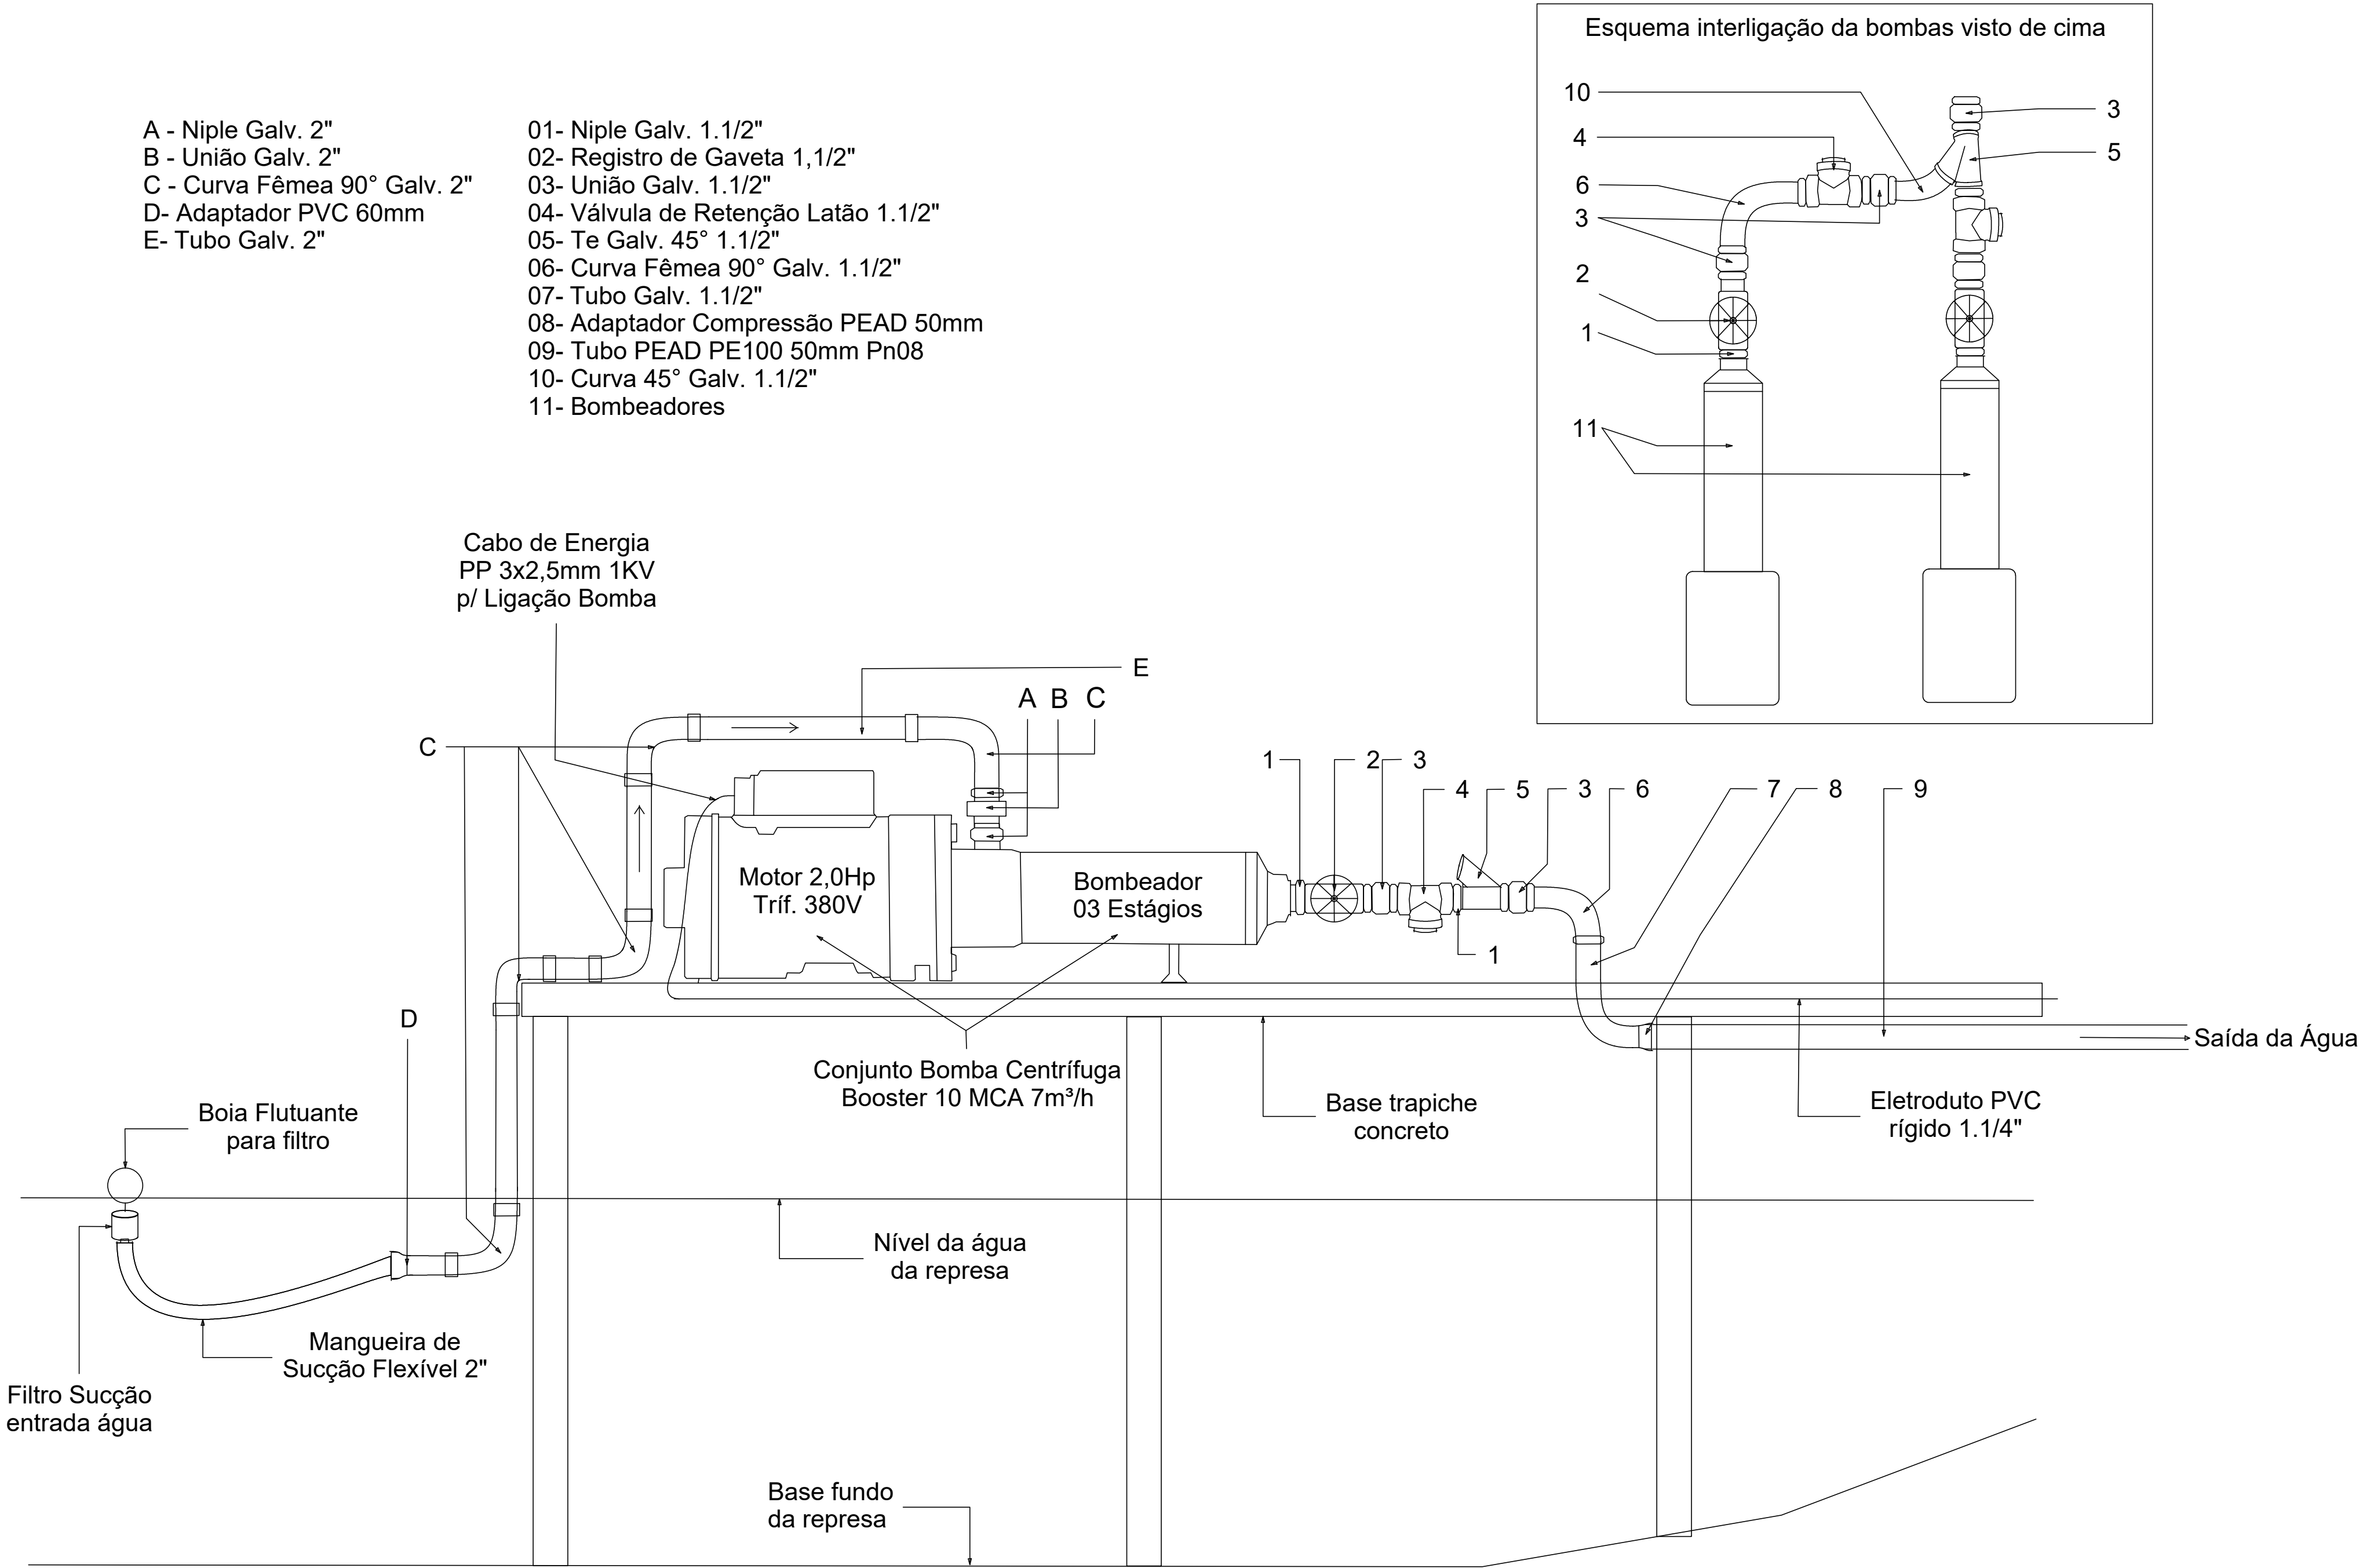 Esquema interligação da bombas visto de cima
10
4
6
3
2
1
11
3
5
A - Niple Galv. 2"
B - União Galv. 2"
C - Curva Fêmea 90° Galv. 2"
D- Adaptador PVC 60mm
E- Tubo Galv. 2"
01- Niple Galv. 1.1/2"
02- Registro de Gaveta 1,1/2"
03- União Galv. 1.1/2"
04- Válvula de Retenção Latão 1.1/2"
05- Te Galv. 45° 1.1/2"
06- Curva Fêmea 90° Galv. 1.1/2"
07- Tubo Galv. 1.1/2"
08- Adaptador Compressão PEAD 50mm
09- Tubo PEAD PE100 50mm Pn08
10- Curva 45° Galv. 1.1/2"
11- Bombeadores
Cabo de Energia
PP 3x2,5mm 1KV
p/ Ligação Bomba
E
A B C
C
1 2 3
4 5 3 6 7 8 9
Motor 2,0Hp
Tríf. 380V
Bombeador
03 Estágios
1
D
Conjunto Bomba Centrífuga
Booster 10 MCA 7m³/h
Saída da Água
Base trapiche
concreto
Eletroduto PVC
rígido 1.1/4"
Boia Flutuante
para filtro
Nível da água
da represa
Mangueira de
Sucção Flexível 2"
Filtro Sucção
entrada água
Base fundo
da represa